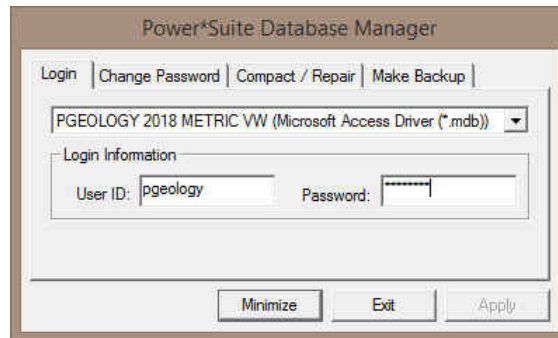 Power*Suite Database Manager
Login Change Password Compact / Repair Make Backup
PGEOLOGY 2018 METRIC VW (Microsoft Access Driver (*.mdb))
Login Information
User ID: pgeology Password: ********
Minimize Exit Apply